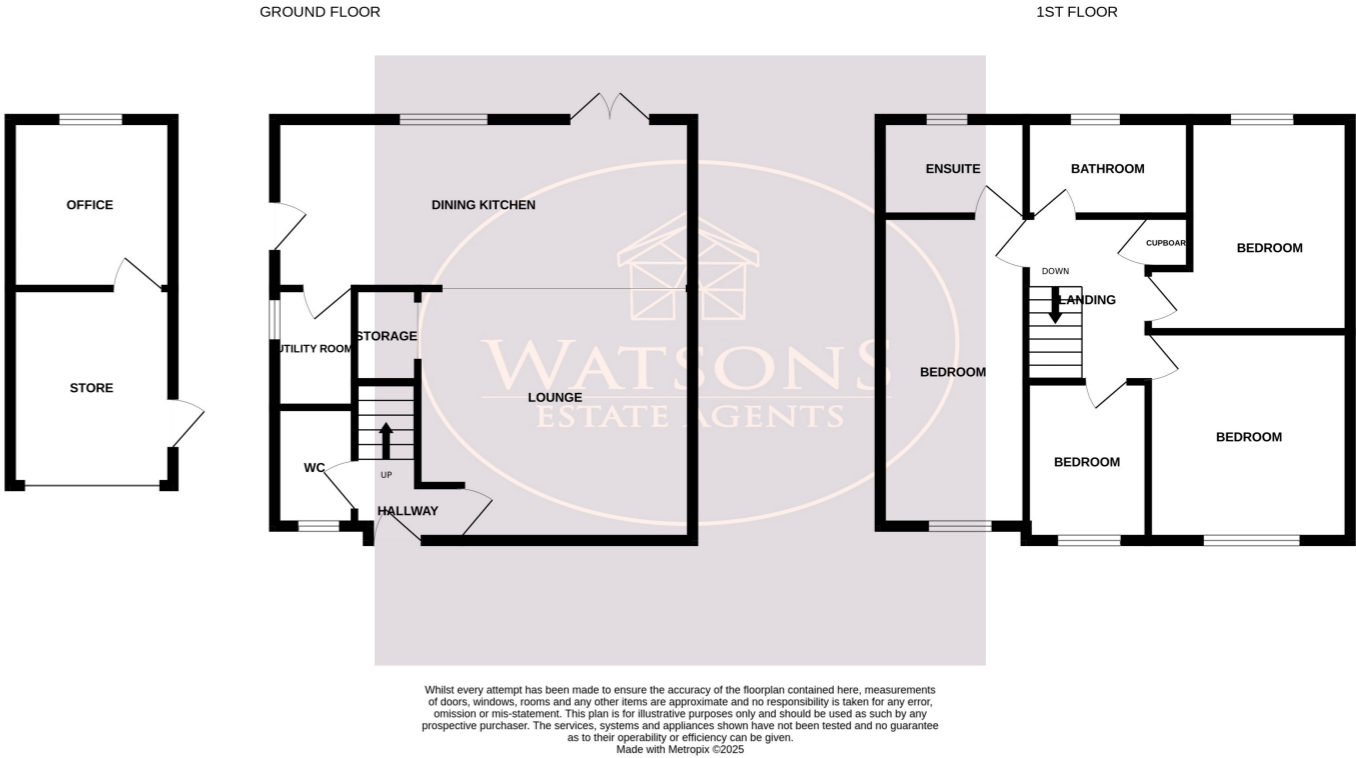 GROUND FLOOR
1ST FLOOR
OFFICE
STORE
DINING KITCHEN
UTILITY ROOM
STORAGE
LOUNGE
WC
UP
HALLWAY
ENSUITE
BATHROOM
CUPBOAR
BEDROOM
DOWN
LANDING
BEDROOM
BEDROOM
BEDROOM
WATSONS
ESTATE AGENTS
Whilst every attempt has been made to ensure the accuracy of the floorplan contained here, measurements
of doors, windows, rooms and any other items are approximate and no responsibility is taken for any error,
omission or mis-statement. This plan is for illustrative purposes only and should be used as such by any
prospective purchaser. The services, systems and appliances shown have not been tested and no guarantee
as to their operability or efficiency can be given.
Made with Metropix ©2025